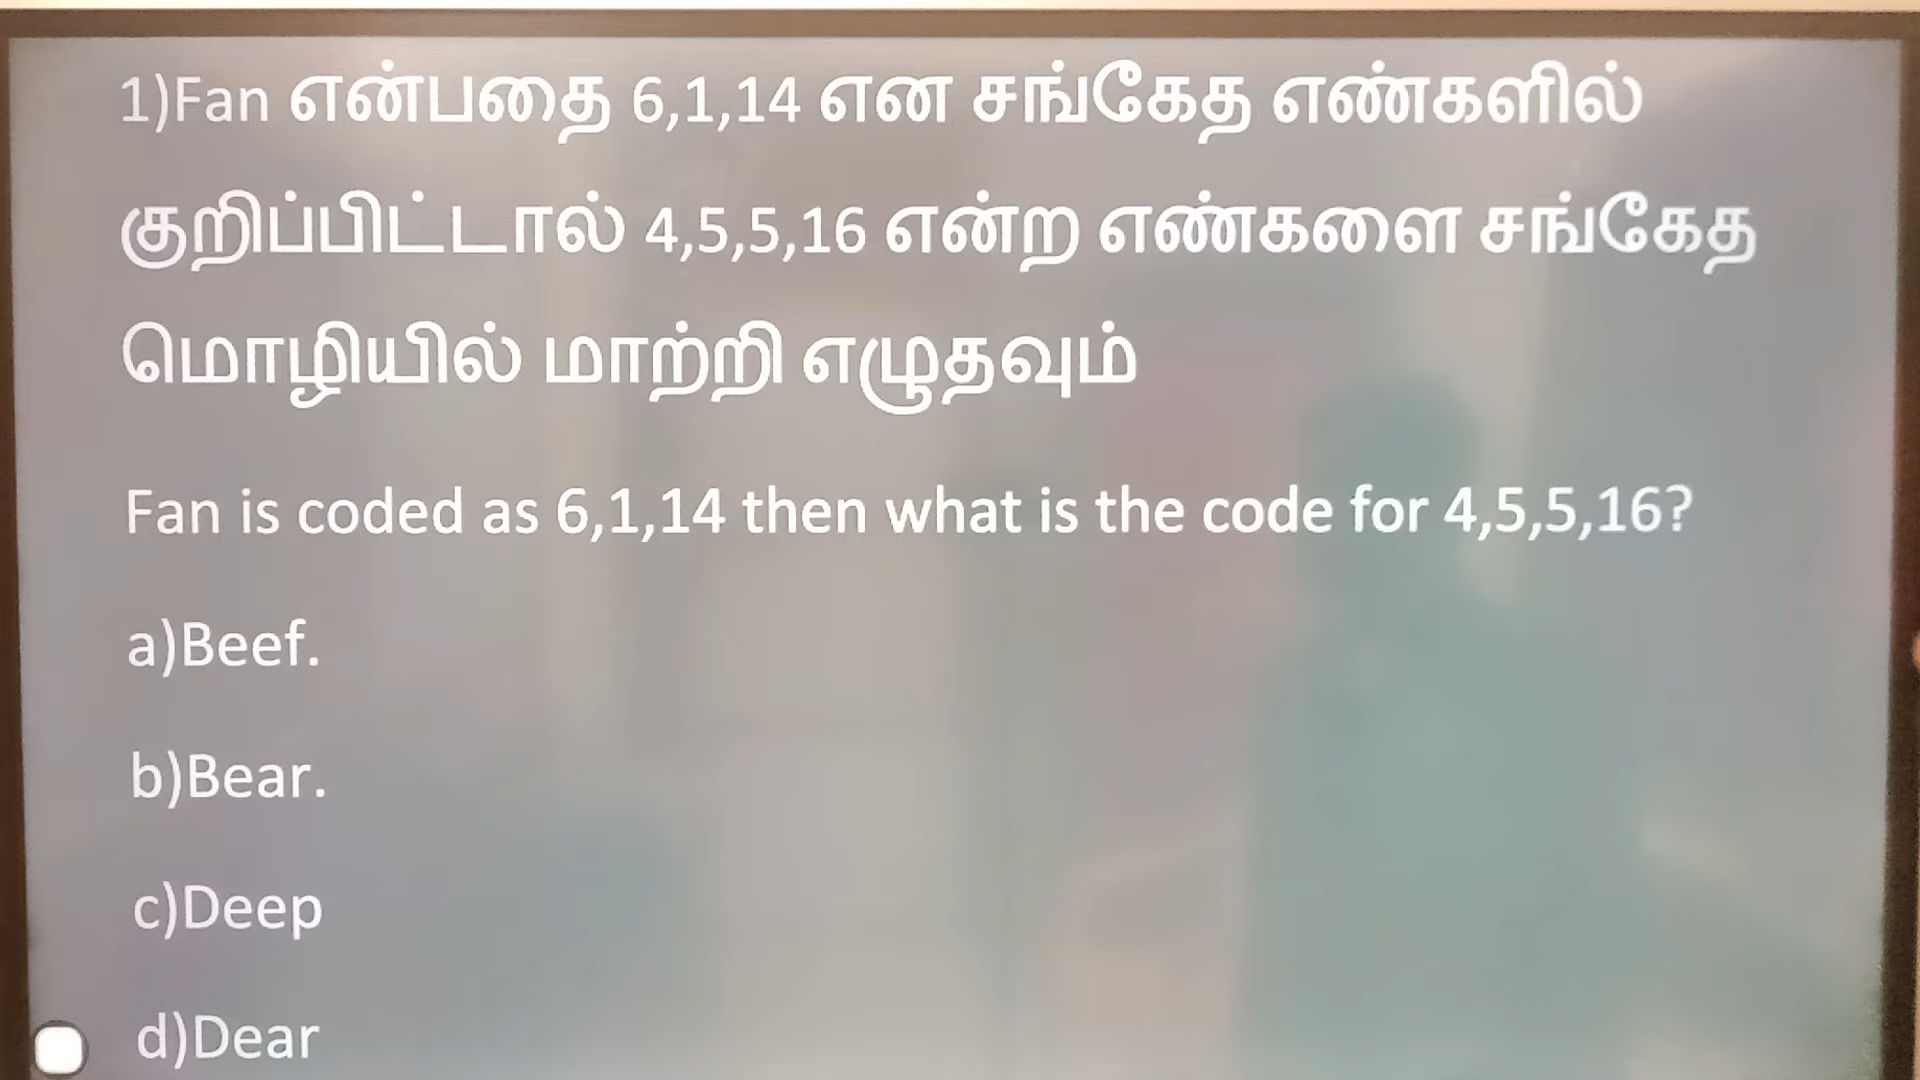 1)Fan என்பதை 6,1,14 என சங்கேத எண்களில்
குறிப்பிட்டால் 4,5,5,16 என்ற எண்களை சங்கேத
மொழியில் மாற்றி எழுதவும்
Fan is coded as 6,1,14 then what is the code for 4,5,5,16?
a)Beef.
b)Bear.
c)Deep
d)Dear